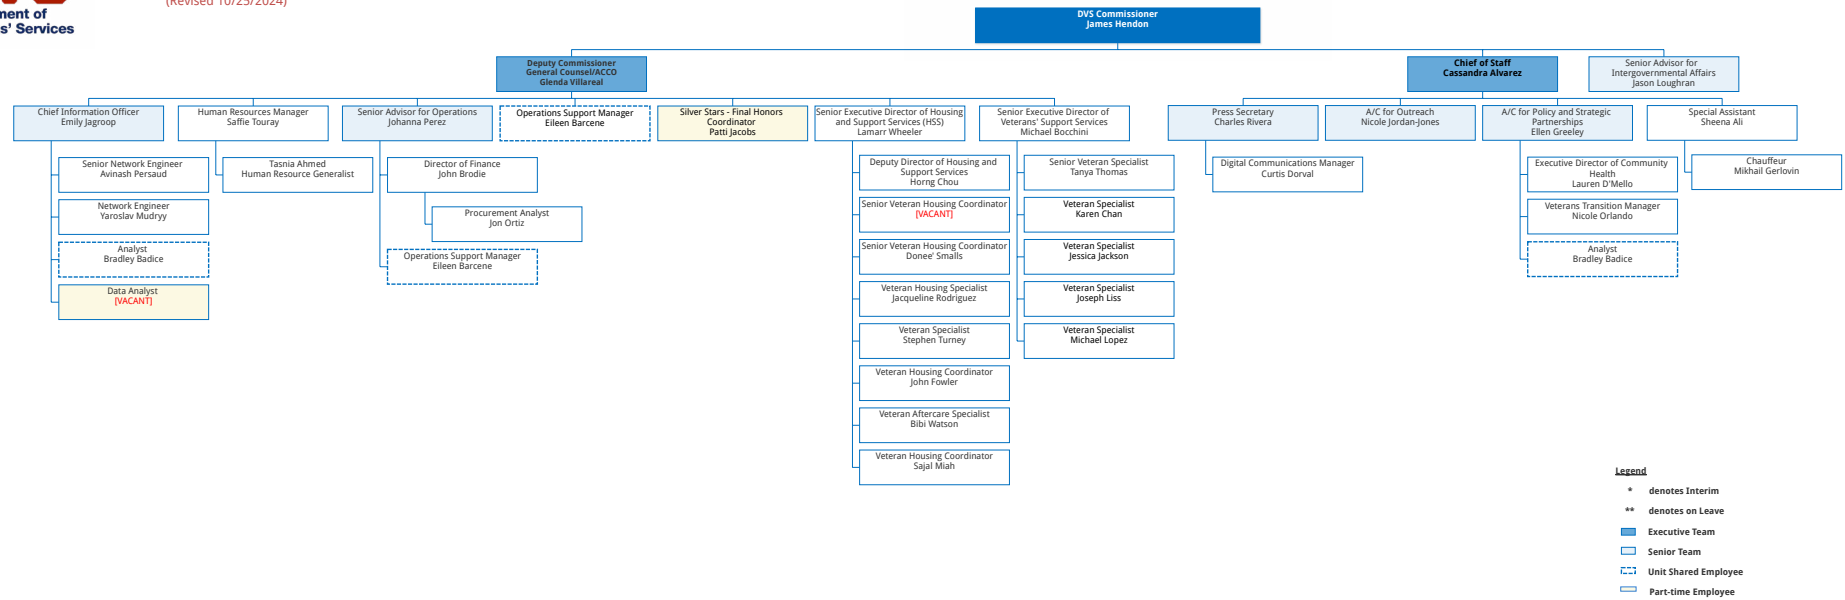 (Revised 10/25/2024)
ment of
s' Services
DVS Commissioner
James Hendon
Deputy Commissioner
General Counsel/ACCO
Glenda Villareal
Chief of Staff
Cassandra Alvarez
Senior Advisor for
Intergovernmental Affairs
Jason Loughran
Chief Information Officer
Emily Jagroop
Human Resources Manager
Saffie Touray
Senior Advisor for Operations
Johanna Perez
Operations Support Manager
Eileen Barcene
Silver Stars - Final Honors
Coordinator
Patti Jacobs
Senior Executive Director of Housing
and Support Services (HSS)
Lamarr Wheeler
Senior Executive Director of
Veterans' Support Services
Michael Bocchini
Press Secretary
Charles Rivera
A/C for Outreach
Nicole Jordan-Jones
A/C for Policy and Strategic
Partnerships
Ellen Greeley
Special Assistant
Sheena Ali
Senior Network Engineer
Avinash Persaud
Network Engineer
Yaroslav Mudryy
Analyst
Bradley Badice
Data Analyst
[VACANT]
Tasnia Ahmed
Human Resource Generalist
Director of Finance
John Brodie
Procurement Analyst
Jon Ortiz
Operations Support Manager
Eileen Barcene
Deputy Director of Housing and
Support Services
Horng Chou
Senior Veteran Housing Coordinator
[VACANT]
Senior Veteran Housing Coordinator
Donee' Smalls
Veteran Housing Specialist
Jacqueline Rodriguez
Veteran Specialist
Stephen Turney
Veteran Housing Coordinator
John Fowler
Veteran Aftercare Specialist
Bibi Watson
Veteran Housing Coordinator
Sajal Miah
Senior Veteran Specialist
Tanya Thomas
Veteran Specialist
Karen Chan
Veteran Specialist
Jessica Jackson
Veteran Specialist
Joseph Liss
Veteran Specialist
Michael Lopez
Digital Communications Manager
Curtis Dorval
Executive Director of Community
Health
Lauren D'Mello
Veterans Transition Manager
Nicole Orlando
Analyst
Bradley Badice
Chauffeur
Mikhail Gerlovin
Legend
* denotes Interim
** denotes on Leave
Executive Team
Senior Team
Unit Shared Employee
Part-time Employee